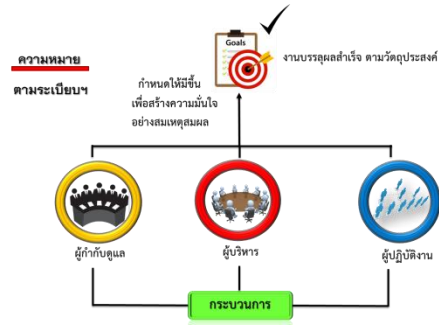 Goals
ความหมาย
ตามระเบียบฯ
งานบรรลุผลสำเร็จ ตามวัตถุประสงค์
กำหนดให้มีขึ้น
เพื่อสร้างความมั่นใจ
อย่างสมเหตุสมผล
ผู้กำกับดูแล
ผู้บริหาร
ผู้ปฏิบัติงาน
กระบวนการ